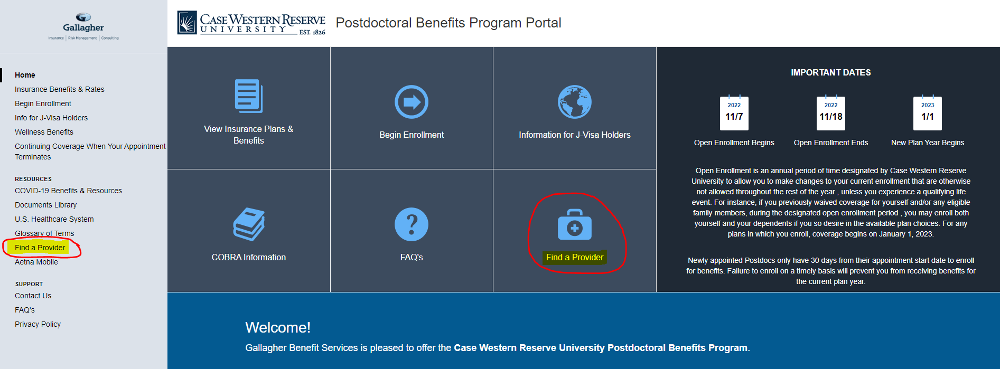 Gallagher
Insurance | Risk Management | Consulting
CASE WESTERN RESERVE
UNIVERSITY
EST. 1826
Postdoctoral Benefits Program Portal
Home
Insurance Benefits & Rates
Begin Enrollment
Info for J-Visa Holders
Wellness Benefits
Continuing Coverage When Your Appointment
Terminates
RESOURCES
COVID-19 Benefits & Resources
Documents Library
U.S. Healthcare System
Glossary of Terms
Find a Provider
Aetna Mobile
SUPPORT
Contact Us
FAQ's
Privacy Policy
View Insurance Plans &
Benefits
Begin Enrollment
Information for J-Visa Holders
COBRA Information
?
FAQ's
Find a Provider
IMPORTANT DATES
2022
11/7
Open Enrollment Begins
2022
11/18
Open Enrollment Ends
2023
1/1
New Plan Year Begins
Open Enrollment is an annual period of time designated by Case Western Reserve
University to allow you to make changes to your current enrollment that are otherwise
not allowed throughout the rest of the year , unless you experience a qualifying life
event. For instance, if you previously waived coverage for yourself and/or any eligible
family members, during the designated open enrollment period , you may enroll both
yourself and your dependents if you so desire in the available plan choices. For any
plans in which you enroll, coverage begins on January 1, 2023.
Newly appointed Postdocs only have 30 days from their appointment start date to enroll
for benefits. Failure to enroll on a timely basis will prevent you from receiving benefits for
the current plan year.
Welcome!
Gallagher Benefit Services is pleased to offer the Case Western Reserve University Postdoctoral Benefits Program.